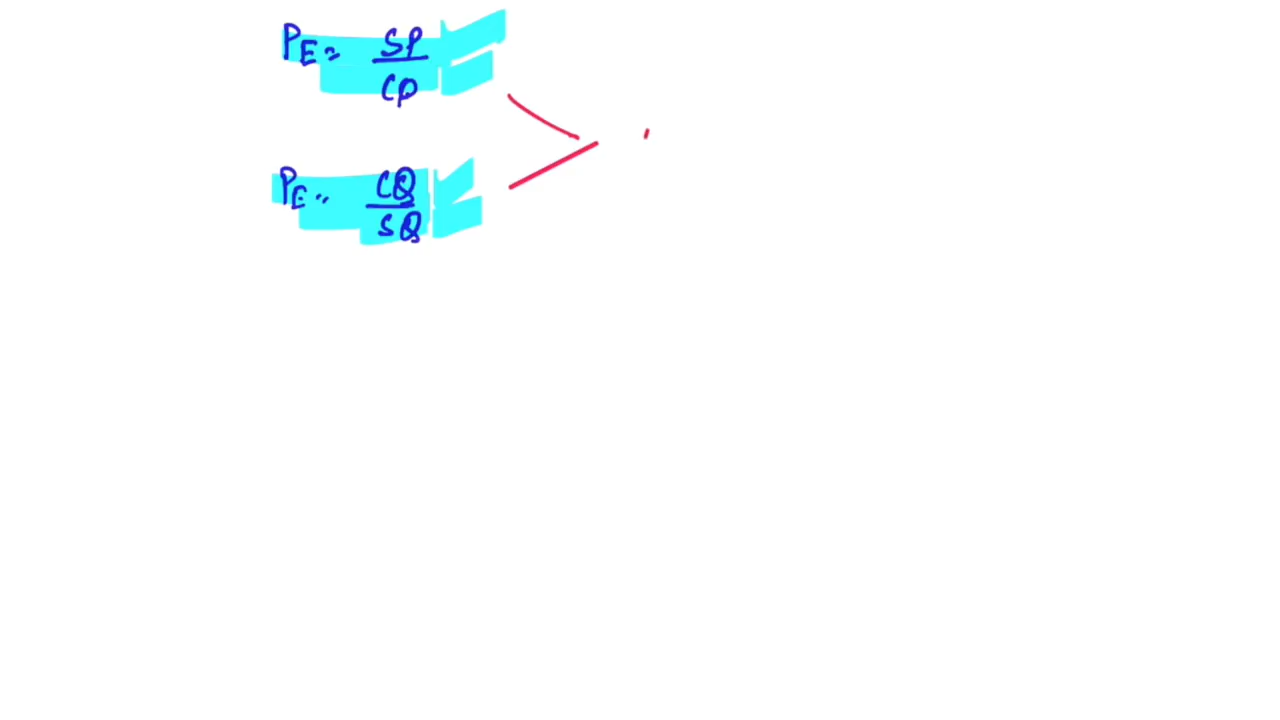 PE = SP/CP
PE = CQ/SQ